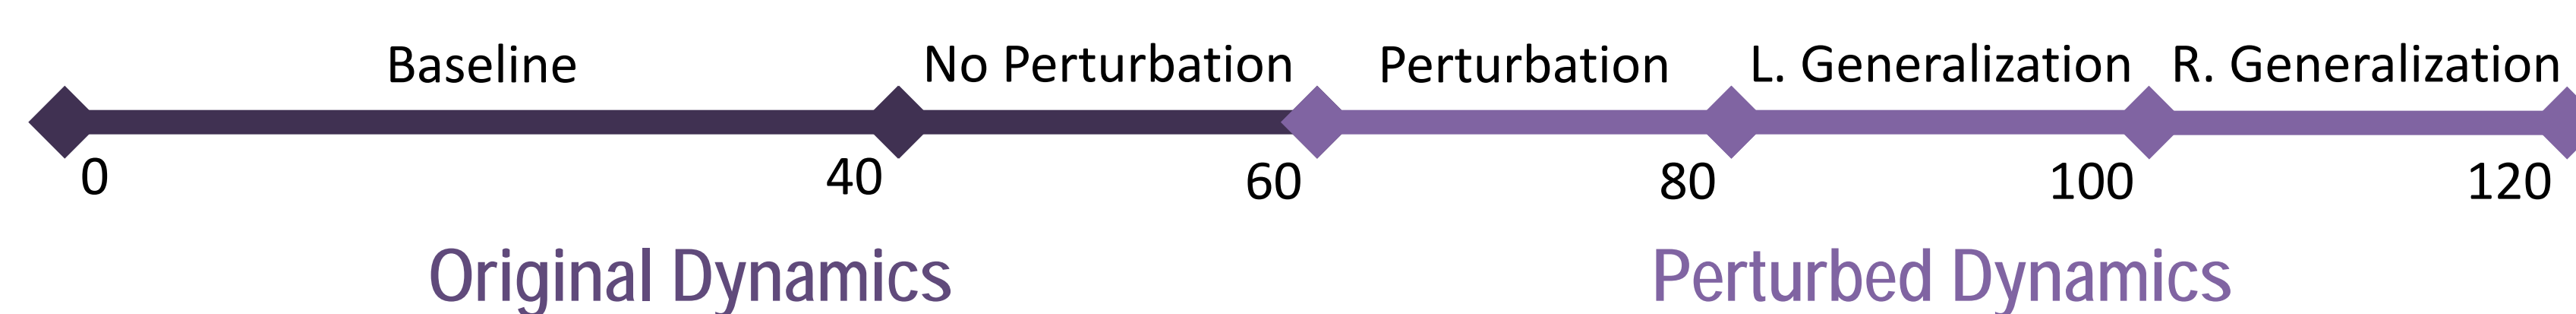 Baseline No Perturbation Perturbation L. Generalization R. Generalization
0 40 60 80 100 120
Original Dynamics Perturbed Dynamics